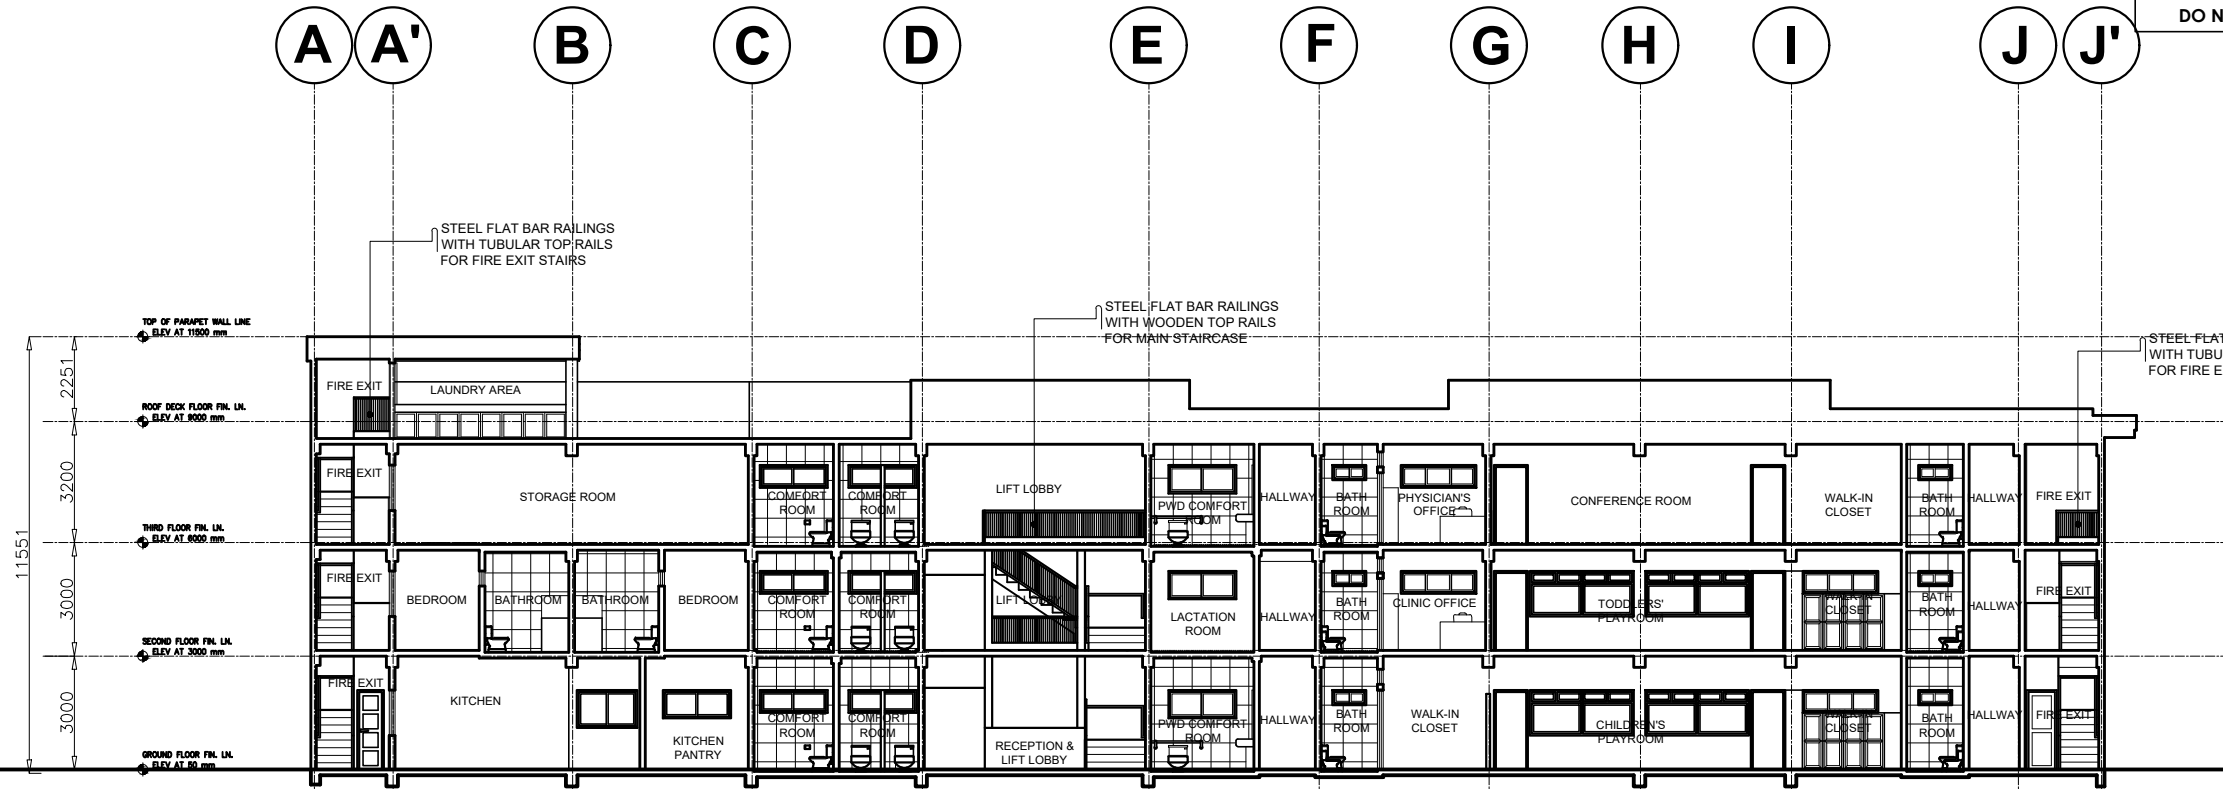 DO N
A A' B C D E F G H I J J'
STEEL FLAT BAR RAILINGS
WITH TUBULAR TOP RAILS
FOR FIRE EXIT STAIRS
STEEL FLAT BAR RAILINGS
WITH WOODEN TOP RAILS
FOR MAIN STAIRCASE
STEEL FLAT
WITH TUBU
FOR FIRE E
TOP OF PARAPET WALL LINE
ELEV AT 11500 mm
2251
ROOF DECK FLOOR FIN. LN.
ELEV AT 9000 mm
3200
THIRD FLOOR FIN. LN.
ELEV AT 6000 mm
11551
3000
SECOND FLOOR FIN. LN.
ELEV AT 3000 mm
3000
GROUND FLOOR FIN. LN.
ELEV AT 50 mm
FIRE EXIT
LAUNDRY AREA
FIRE EXIT
STORAGE ROOM
COMFORT
ROOM
COMFORT
ROOM
LIFT LOBBY
PWD COMFORT
ROOM
HALLWAY
BATH
ROOM
PHYSICIAN'S
OFFICE
CONFERENCE ROOM
WALK-IN
CLOSET
BATH
ROOM
HALLWAY
FIRE EXIT
FIRE EXIT
BEDROOM
BATHROOM
BATHROOM
BEDROOM
COMFORT
ROOM
COMFORT
ROOM
LIFT LOBBY
LACTATION
ROOM
HALLWAY
BATH
ROOM
CLINIC OFFICE
TODDLERS'
PLAYROOM
WALK-IN
CLOSET
BATH
ROOM
HALLWAY
FIRE EXIT
FIRE EXIT
KITCHEN
KITCHEN
PANTRY
COMFORT
ROOM
COMFORT
ROOM
RECEPTION &
LIFT LOBBY
PWD COMFORT
ROOM
HALLWAY
BATH
ROOM
WALK-IN
CLOSET
CHILDREN'S
PLAYROOM
WALK-IN
CLOSET
BATH
ROOM
HALLWAY
FIRE EXIT